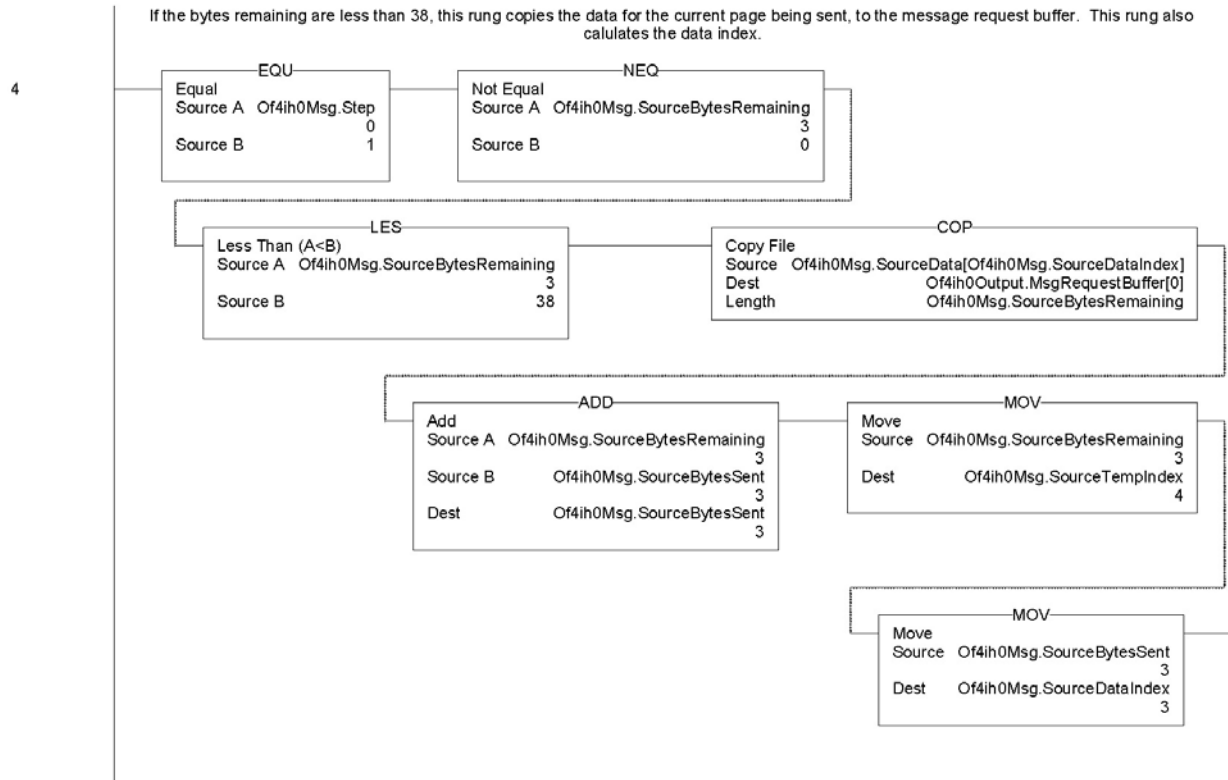 If the bytes remaining are less than 38, this rung copies the data for the current page being sent, to the message request buffer. This rung also
calulates the data index.
4
EQU
Equal
Source A Of4ih0Msg.Step
0
Source B 1
NEQ
Not Equal
Source A Of4ih0Msg.SourceBytesRemaining
3
Source B 0
LES
Less Than (A<B)
Source A Of4ih0Msg.SourceBytesRemaining
3
Source B 38
COP
Copy File
Source Of4ih0Msg.SourceData[Of4ih0Msg.SourceDataIndex]
Dest Of4ih0Output.MsgRequestBuffer[0]
Length Of4ih0Msg.SourceBytesRemaining
ADD
Add
Source A Of4ih0Msg.SourceBytesRemaining
3
Source B Of4ih0Msg.SourceBytesSent
3
Dest Of4ih0Msg.SourceBytesSent
3
MOV
Move
Source Of4ih0Msg.SourceBytesRemaining
3
Dest Of4ih0Msg.SourceTempIndex
4
MOV
Move
Source Of4ih0Msg.SourceBytesSent
3
Dest Of4ih0Msg.SourceDataIndex
3